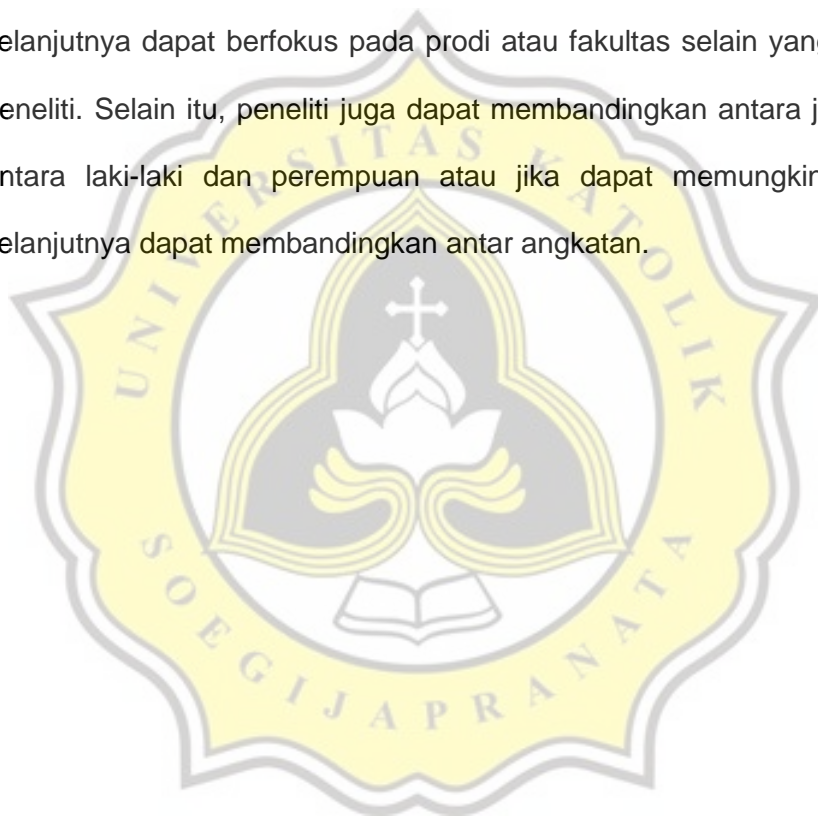 elanjutnya dapat berfokus pada prodi atau fakultas selain yang
eneliti. Selain itu, peneliti juga dapat membandingkan antara j
ntara laki-laki dan perempuan atau jika dapat memungkin
elanjutnya dapat membandingkan antar angkatan.
UNIVERSITAS KATOLIK
SOEGIJAPRANATA